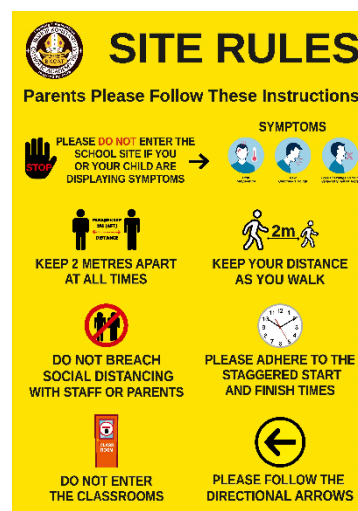 SITE RULES
Parents Please Follow These Instructions
SYMPTOMS
PLEASE DO NOT ENTER THE
SCHOOL SITE IF YOU
OR YOUR CHILD ARE
DISPLAYING SYMPTOMS
STOP
2m
DISTANCE
KEEP 2 METRES APART
AT ALL TIMES
KEEP YOUR DISTANCE
AS YOU WALK
DO NOT BREACH
SOCIAL DISTANCING
WITH STAFF OR PARENTS
PLEASE ADHERE TO THE
STAGGERED START
AND FINISH TIMES
CLASS
ROOM
DO NOT ENTER
THE CLASSROOMS
PLEASE FOLLOW THE
DIRECTIONAL ARROWS